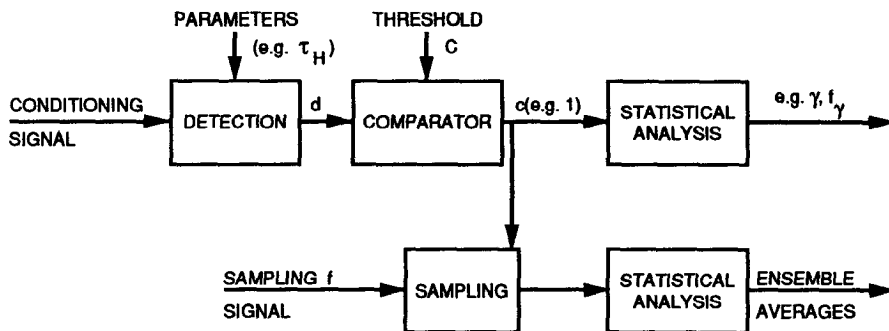 PARAMETERS
(e.g. τH)
THRESHOLD
C
CONDITIONING
SIGNAL
DETECTION
d
COMPARATOR
c(e.g. 1)
STATISTICAL
ANALYSIS
e.g. γ, fγ
SAMPLING f
SIGNAL
SAMPLING
STATISTICAL
ANALYSIS
ENSEMBLE
AVERAGES